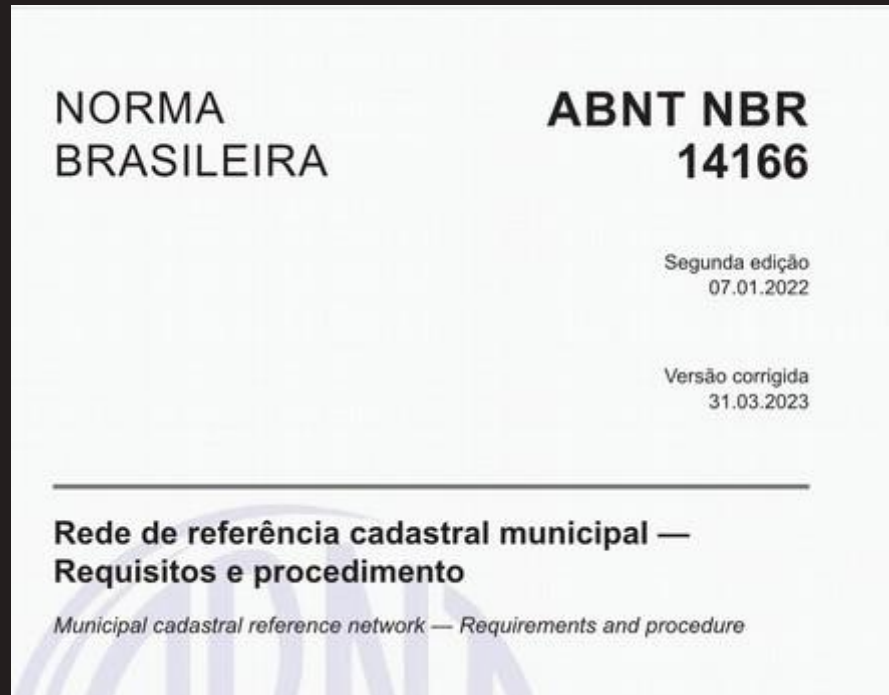 NORMA
BRASILEIRA
ABNT NBR
14166
Segunda edição
07.01.2022
Versão corrigida
31.03.2023
Rede de referência cadastral municipal —
Requisitos e procedimento
Municipal cadastral reference network — Requirements and procedure